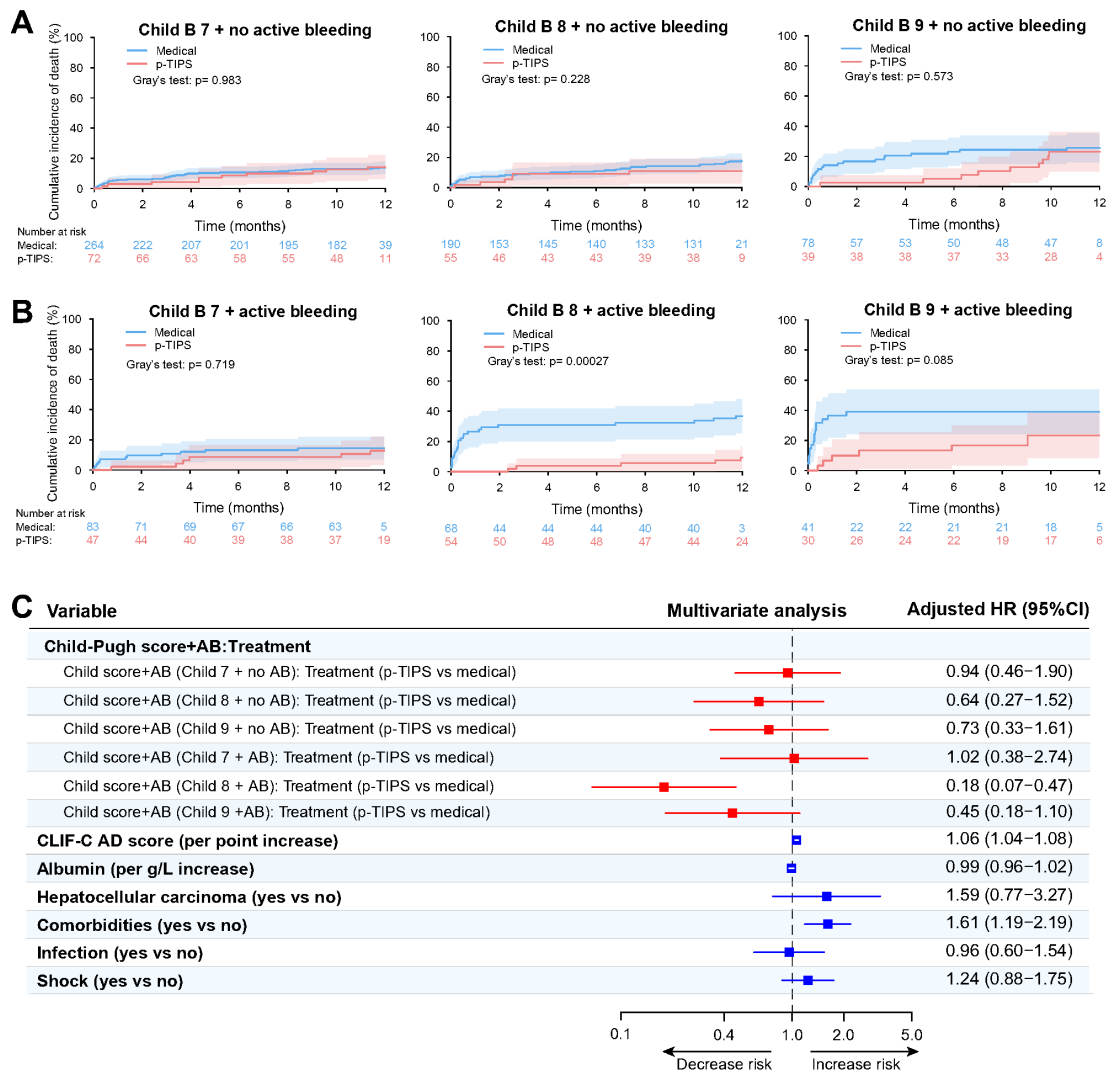 A
Child B 7 + no active bleeding
Medical
p-TIPS
Gray's test: p= 0.983
Cumulative incidence of death (%)
100
80
60
40
20
0
0 2 4 6 8 10 12
Time (months)
Child B 8 + no active bleeding
Medical
p-TIPS
Gray's test: p= 0.228
100
80
60
40
20
0
0 2 4 6 8 10 12
Time (months)
Child B 9 + no active bleeding
Medical
p-TIPS
Gray's test: p= 0.573
100
80
60
40
20
0
0 2 4 6 8 10 12
Time (months)
Number at risk
Medical: 264 222 207 201 195 182 39 190 153 145 140 133 131 21 78 57 53 50 48 47 8
p-TIPS: 72 66 63 58 55 48 11 55 46 43 43 39 38 9 39 38 38 37 33 28 4
B
Child B 7 + active bleeding
Medical
p-TIPS
Gray's test: p= 0.719
Cumulative incidence of death (%)
100
80
60
40
20
0
0 2 4 6 8 10 12
Time (months)
Child B 8 + active bleeding
Medical
p-TIPS
Gray's test: p= 0.00027
100
80
60
40
20
0
0 2 4 6 8 10 12
Time (months)
Child B 9 + active bleeding
Medical
p-TIPS
Gray's test: p= 0.085
100
80
60
40
20
0
0 2 4 6 8 10 12
Time (months)
Number at risk
Medical: 83 71 69 67 66 63 5 68 44 44 44 40 40 3 41 22 22 21 21 18 5
p-TIPS: 47 44 40 39 38 37 19 54 50 48 48 47 44 24 30 26 24 22 19 17 6
C
Variable Multivariate analysis Adjusted HR (95%CI)
Child-Pugh score+AB:Treatment
Child score+AB (Child 7 + no AB): Treatment (p-TIPS vs medical) 0.94 (0.46−1.90)
Child score+AB (Child 8 + no AB): Treatment (p-TIPS vs medical) 0.64 (0.27−1.52)
Child score+AB (Child 9 + no AB): Treatment (p-TIPS vs medical) 0.73 (0.33−1.61)
Child score+AB (Child 7 + AB): Treatment (p-TIPS vs medical) 1.02 (0.38−2.74)
Child score+AB (Child 8 + AB): Treatment (p-TIPS vs medical) 0.18 (0.07−0.47)
Child score+AB (Child 9 +AB): Treatment (p-TIPS vs medical) 0.45 (0.18−1.10)
CLIF-C AD score (per point increase) 1.06 (1.04−1.08)
Albumin (per g/L increase) 0.99 (0.96−1.02)
Hepatocellular carcinoma (yes vs no) 1.59 (0.77−3.27)
Comorbidities (yes vs no) 1.61 (1.19−2.19)
Infection (yes vs no) 0.96 (0.60−1.54)
Shock (yes vs no) 1.24 (0.88−1.75)
0.1 0.4 1.0 2.0 5.0
Decrease risk Increase risk